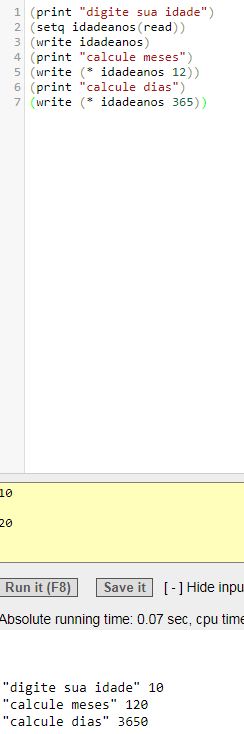 1 (print "digite sua idade")
2 (setq idadeanos(read))
3 (write idadeanos)
4 (print "calcule meses")
5 (write (* idadeanos 12))
6 (print "calcule dias")
7 (write (* idadeanos 365))
10
20
Run it (F8) Save it [ - ] Hide inpu
Absolute running time: 0.07 sec, cpu time
"digite sua idade" 10
"calcule meses" 120
"calcule dias" 3650